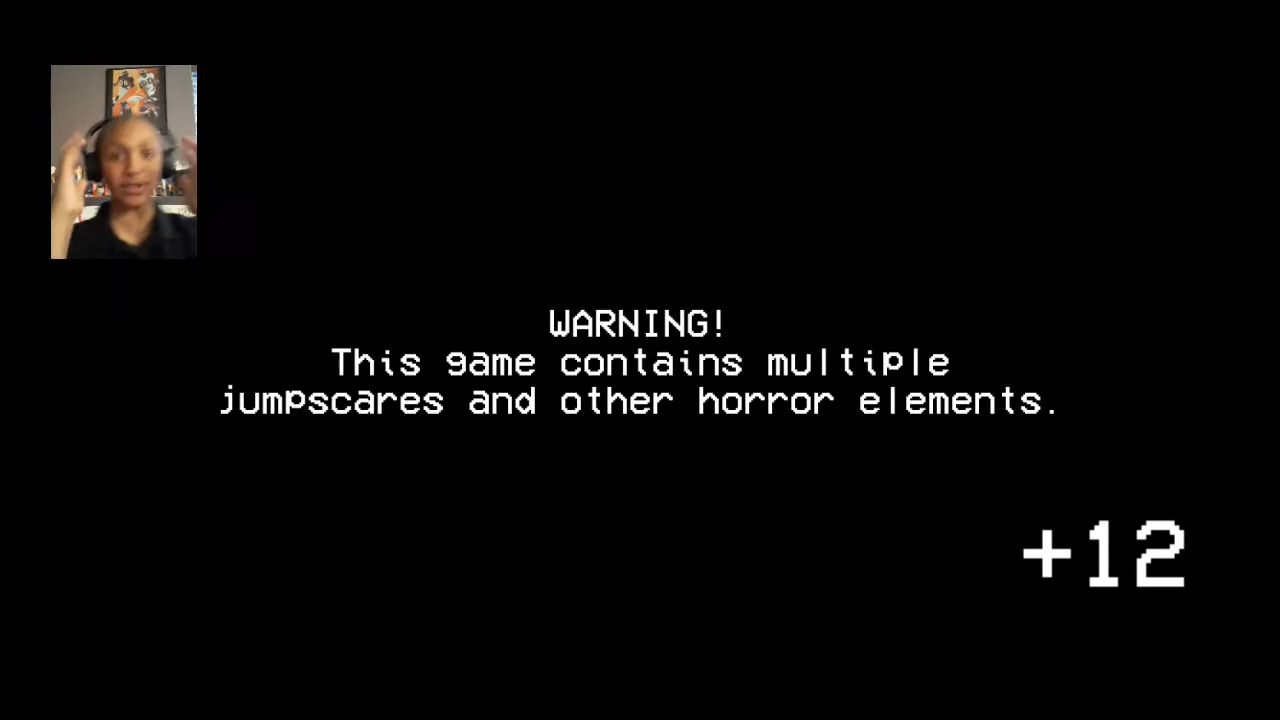 WARNING!
This game contains multiple
jumpscares and other horror elements.
+12